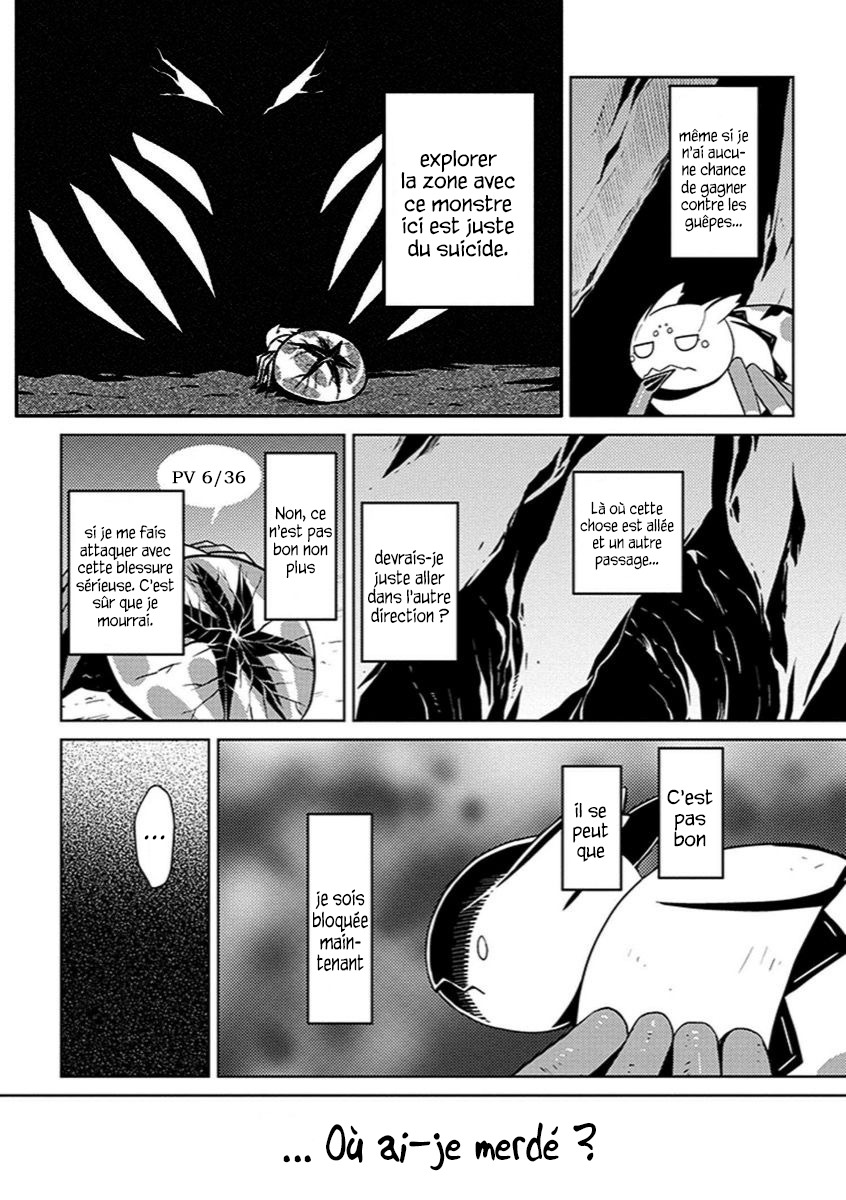 même si je
n'ai aucu-
ne chance
de gagner
contre les
guêpes...
explorer
la zone avec
ce monstre
ici est juste
du suicide.
Là où cette
chose est allée
et un autre
passage...
devrais-je
juste aller
dans l'autre
direction ?
Non, ce
n'est pas
bon non
plus
PV 6/36
si je me fais
attaquer avec
cette blessure
sérieuse. C'est
sûr que je
mourrai.
C'est
pas
bon
il se
peut
que
je sois
bloquée
main-
tenant
...
... Où ai-je merdé ?